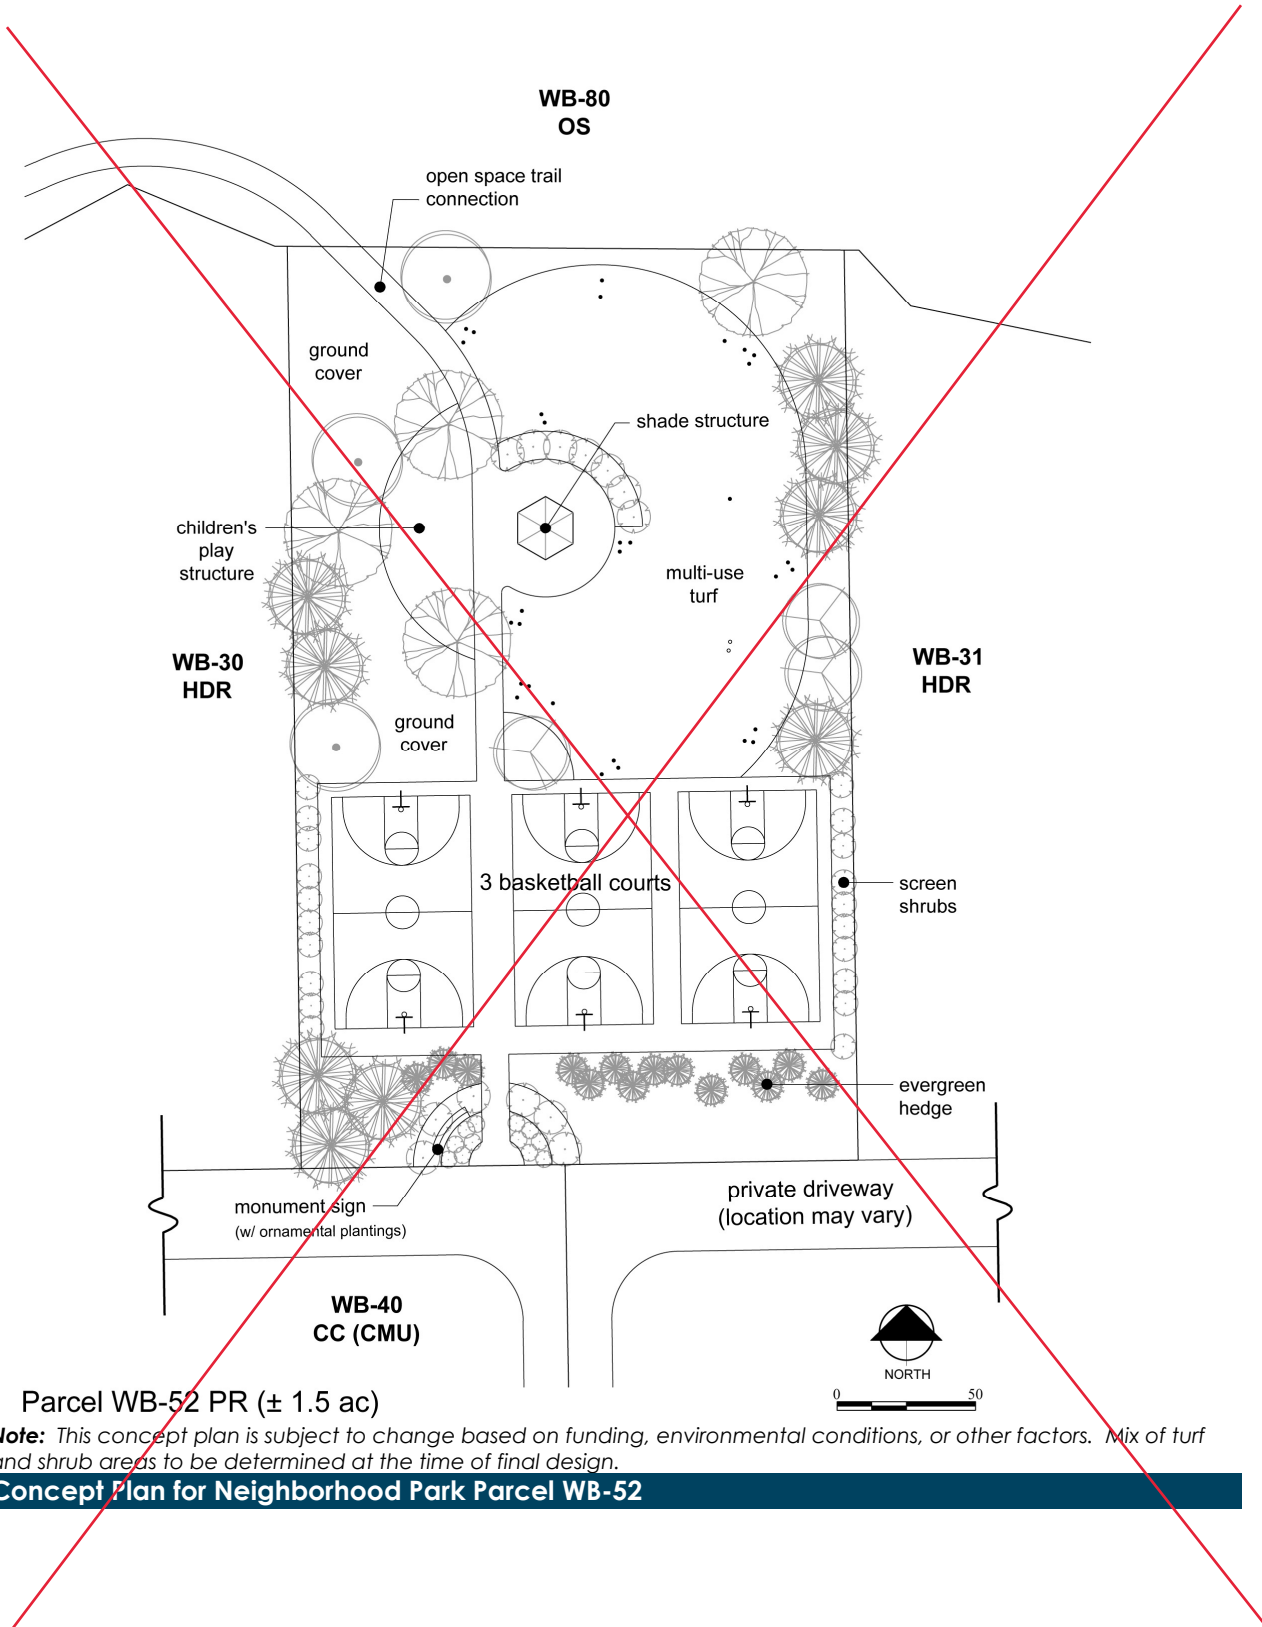 WB-80
OS
open space trail
connection
ground
cover
shade structure
children's
play
structure
multi-use
turf
WB-30
HDR
WB-31
HDR
ground
cover
3 basketball courts
screen
shrubs
evergreen
hedge
monument sign
(w/ ornamental plantings)
private driveway
(location may vary)
WB-40
CC (CMU)
NORTH
0 50
Parcel WB-52 PR (± 1.5 ac)
Note: This concept plan is subject to change based on funding, environmental conditions, or other factors. Mix of turf
and shrub areas to be determined at the time of final design.
Concept Plan for Neighborhood Park Parcel WB-52